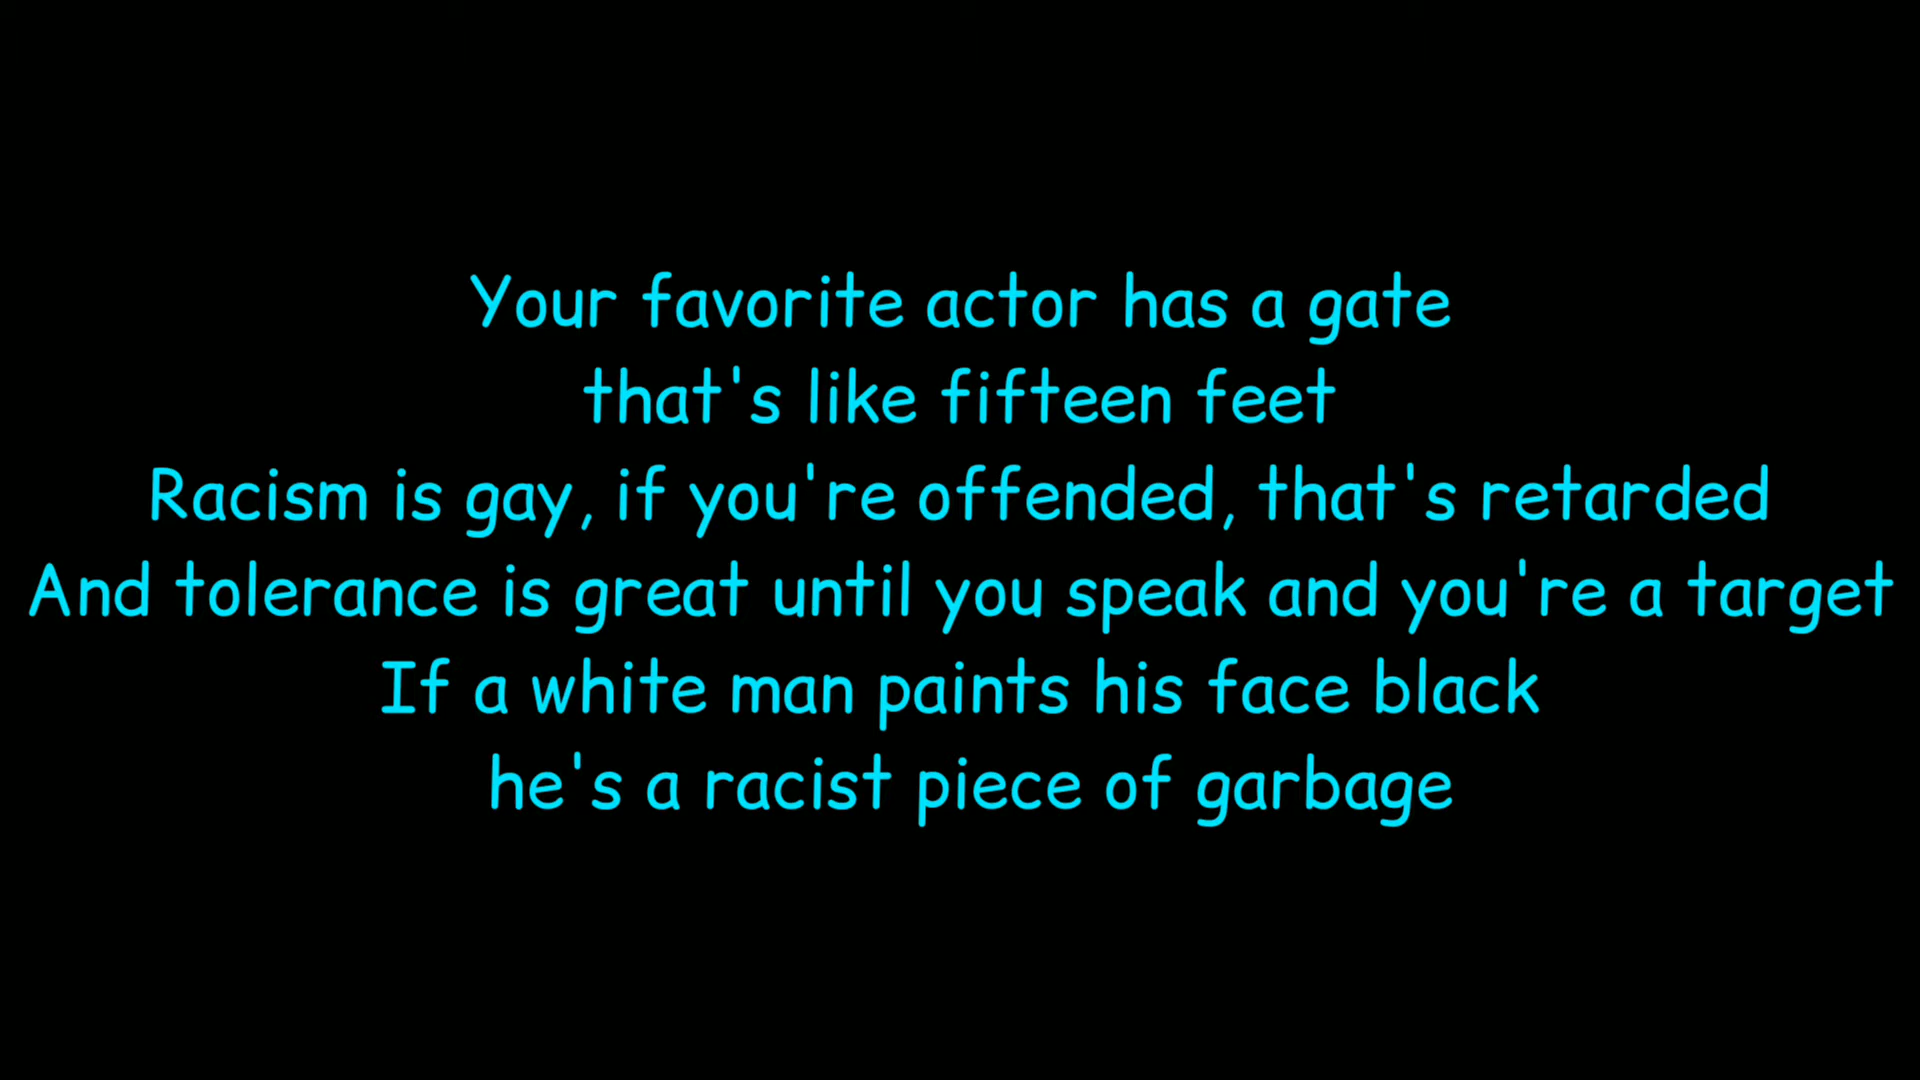 Your favorite actor has a gate
that's like fifteen feet
Racism is gay, if you're offended, that's retarded
And tolerance is great until you speak and you're a target
If a white man paints his face black
he's a racist piece of garbage